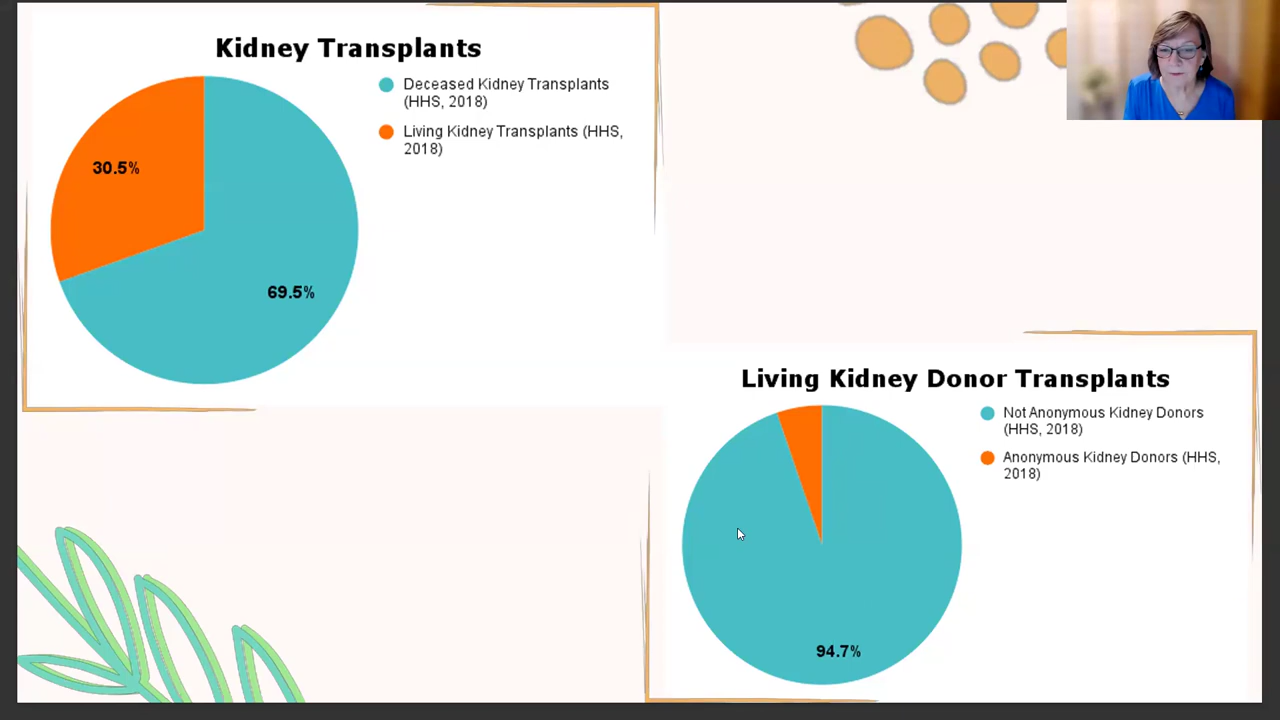 Kidney Transplants
Deceased Kidney Transplants
(HHS, 2018)
Living Kidney Transplants (HHS,
2018)
30.5%
69.5%
Living Kidney Donor Transplants
Not Anonymous Kidney Donors
(HHS, 2018)
Anonymous Kidney Donors (HHS,
2018)
94.7%